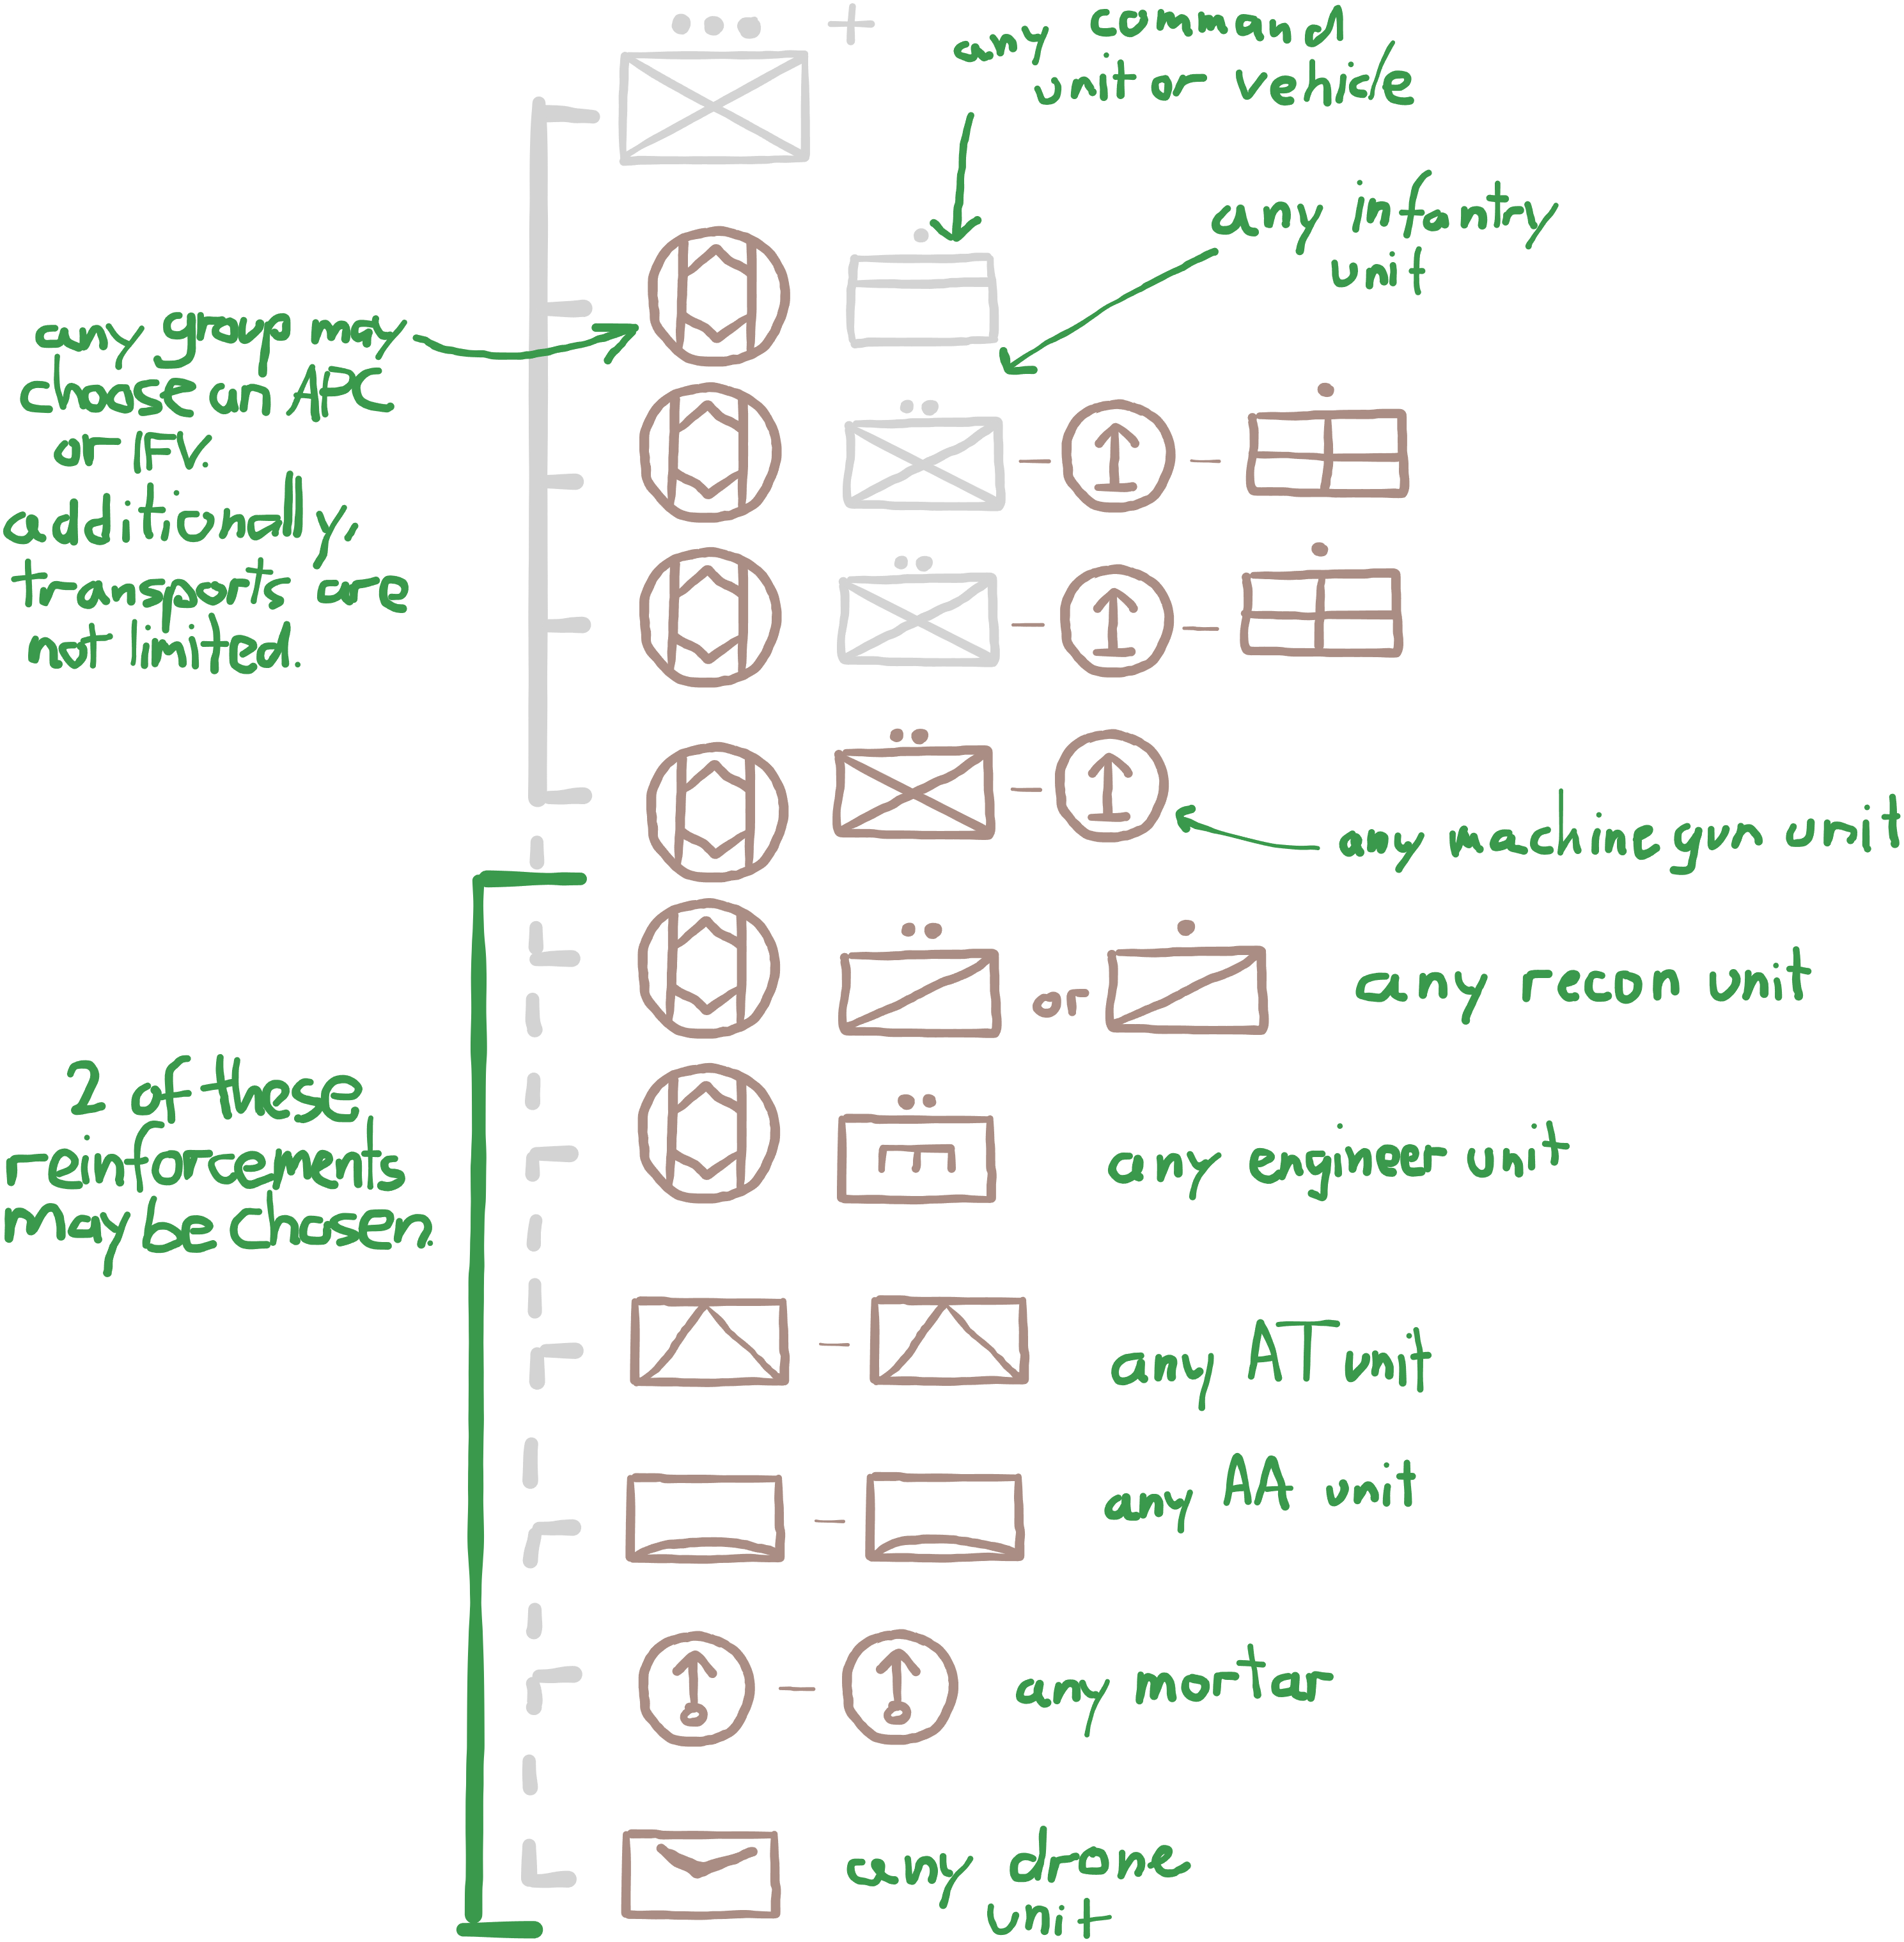 any command
unit or vehicle
any infantry
unit
any group may
choose an APC
or IFV.
additionally,
transports are
not limited.
any machinegun unit
or
any recon unit
2 of these
reinforcements
may be chosen.
any engineer unit
any AT unit
any AA unit
any mortar
any drone
unit